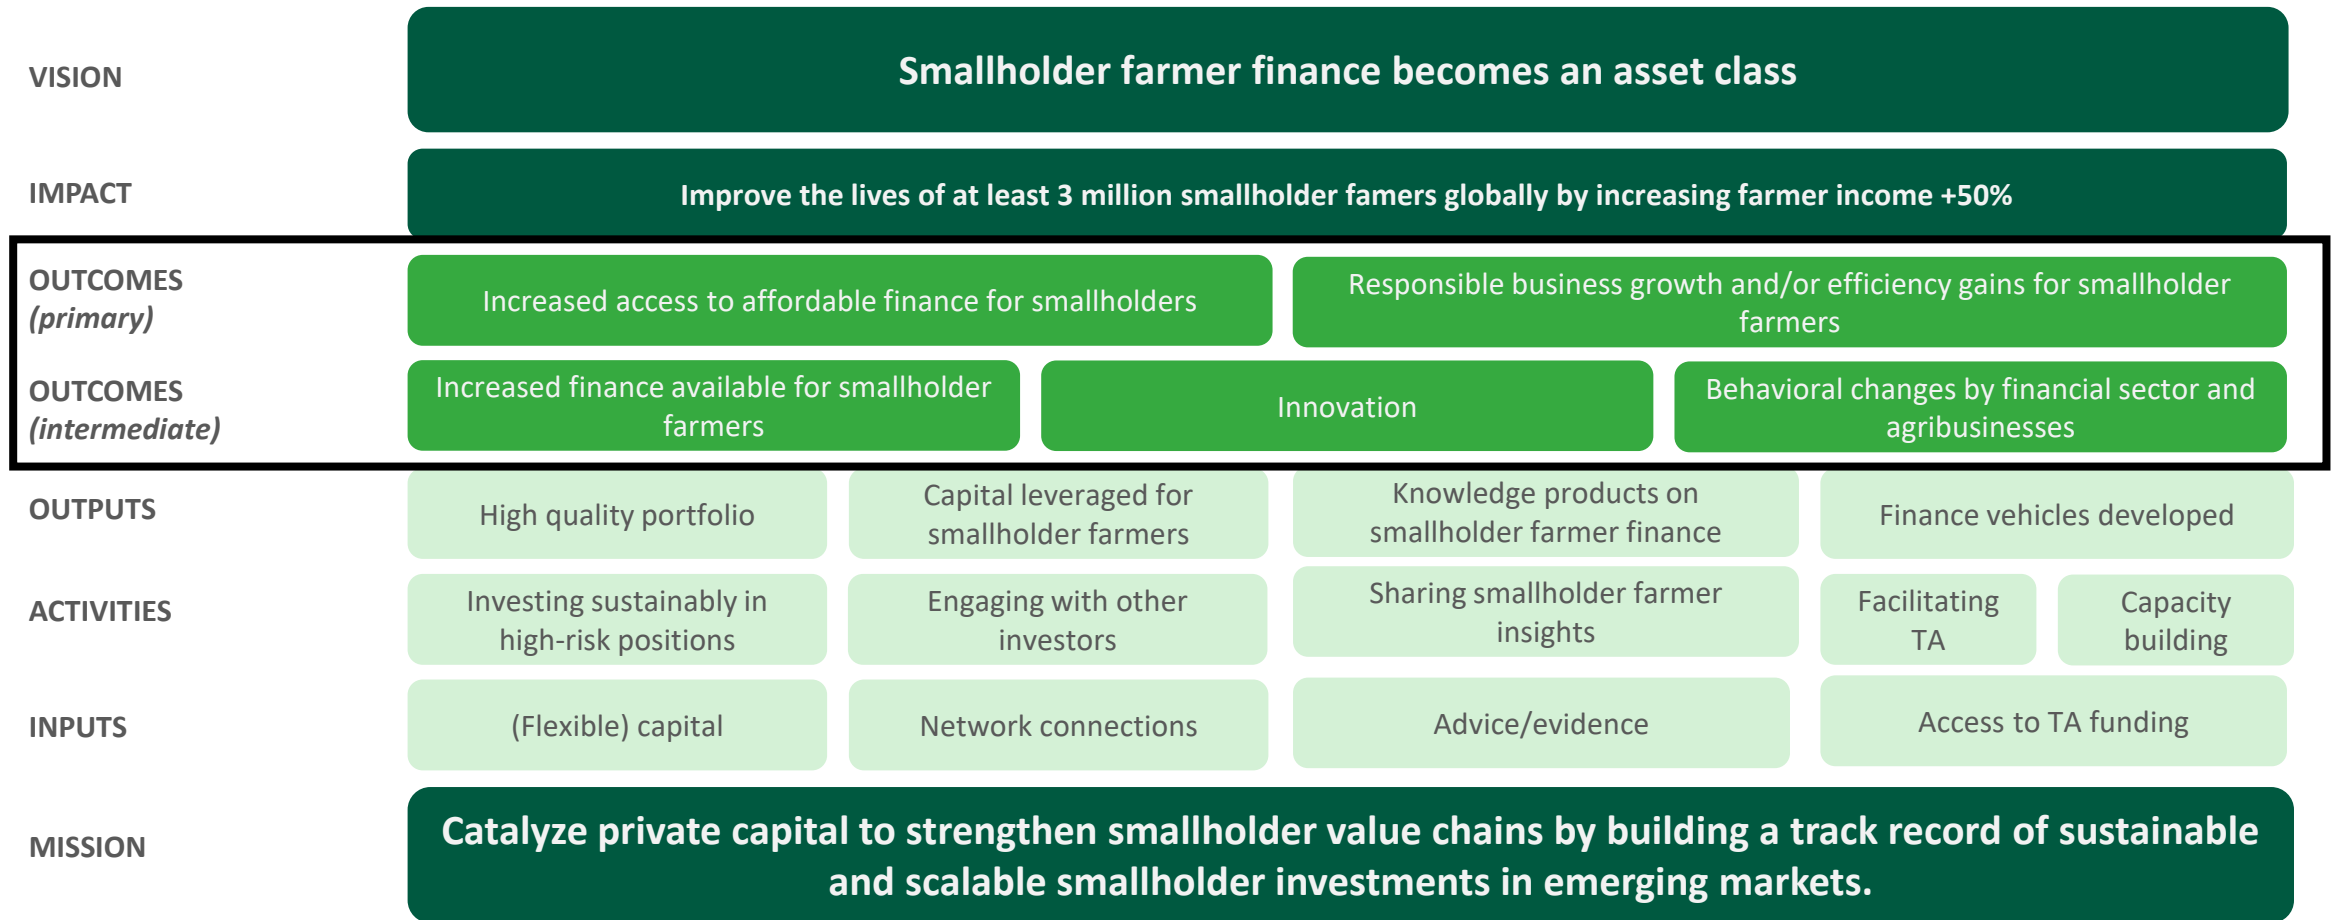 VISION
Smallholder farmer finance becomes an asset class
IMPACT
Improve the lives of at least 3 million smallholder famers globally by increasing farmer income +50%
OUTCOMES
(primary)
Increased access to affordable finance for smallholders
Responsible business growth and/or efficiency gains for smallholder
farmers
OUTCOMES
(intermediate)
Increased finance available for smallholder
farmers
Innovation
Behavioral changes by financial sector and
agribusinesses
OUTPUTS
High quality portfolio
Capital leveraged for
smallholder farmers
Knowledge products on
smallholder farmer finance
Finance vehicles developed
ACTIVITIES
Investing sustainably in
high-risk positions
Engaging with other
investors
Sharing smallholder farmer
insights
Facilitating
TA
Capacity
building
INPUTS
(Flexible) capital
Network connections
Advice/evidence
Access to TA funding
MISSION
Catalyze private capital to strengthen smallholder value chains by building a track record of sustainable
and scalable smallholder investments in emerging markets.